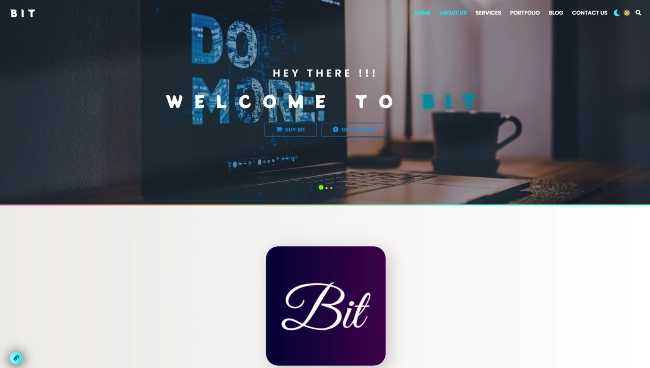 BIT
HOME ABOUT US SERVICES PORTFOLIO BLOG CONTACT US
DO
MORE.
HEY THERE !!!
WELCOME TO BIT
BUY BIT
Bit